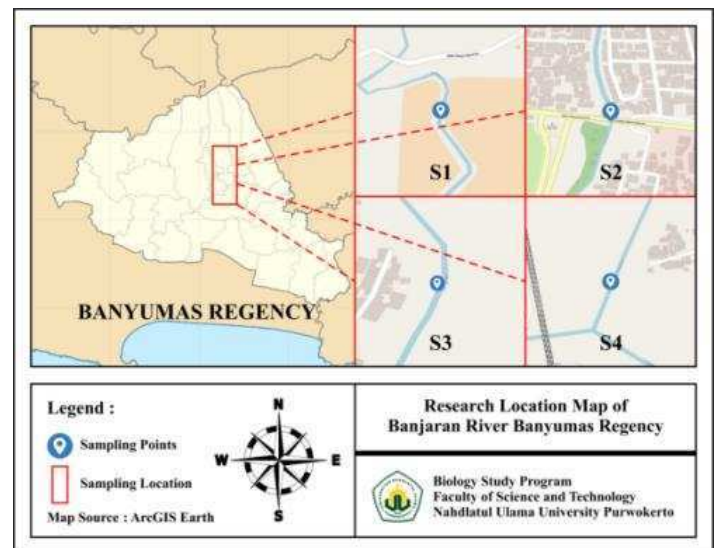 BANYUMAS REGENCY
S1
S2
S3
S4
Legend :
Sampling Points
Sampling Location
Map Source : ArcGIS Earth
N
W
E
S
Research Location Map of
Banjaran River Banyumas Regency
Biology Study Program
Faculty of Science and Technology
Nahdlatul Ulama University Purwokerto